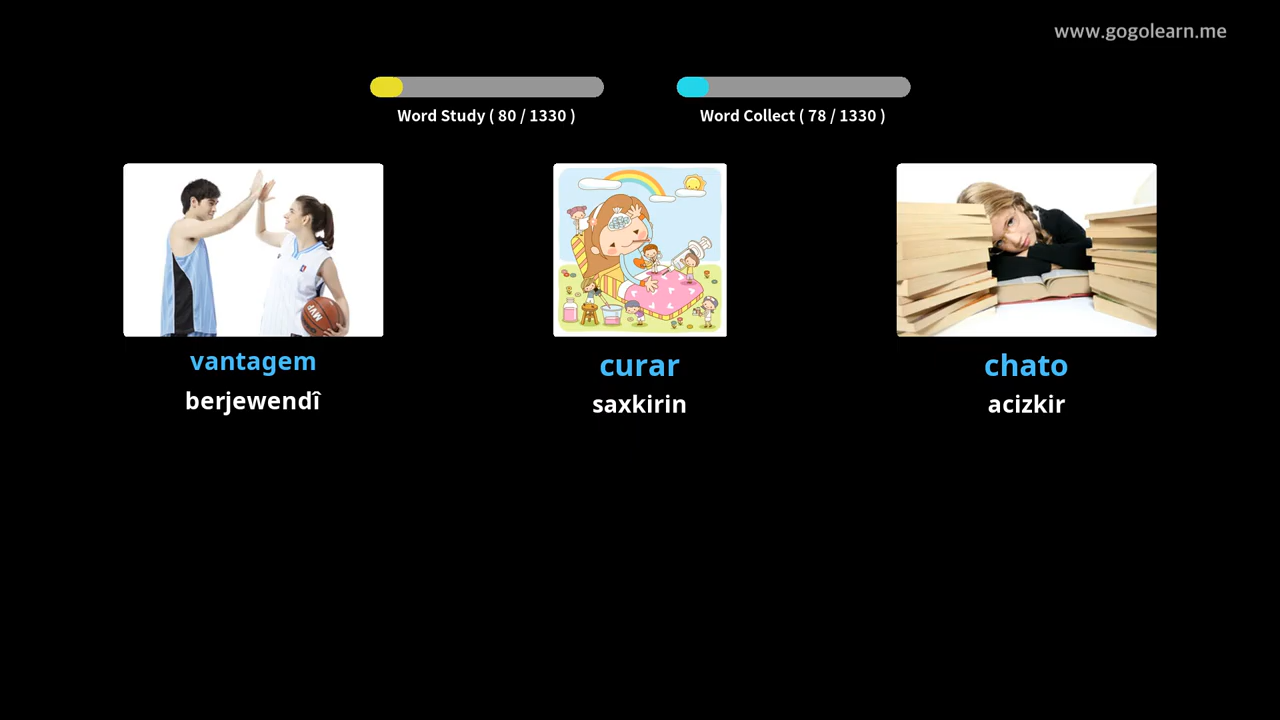 www.gogolearn.me
Word Study ( 80 / 1330 )
Word Collect ( 78 / 1330 )
vantagem
berjewendî
curar
saxkirin
chato
acizkir